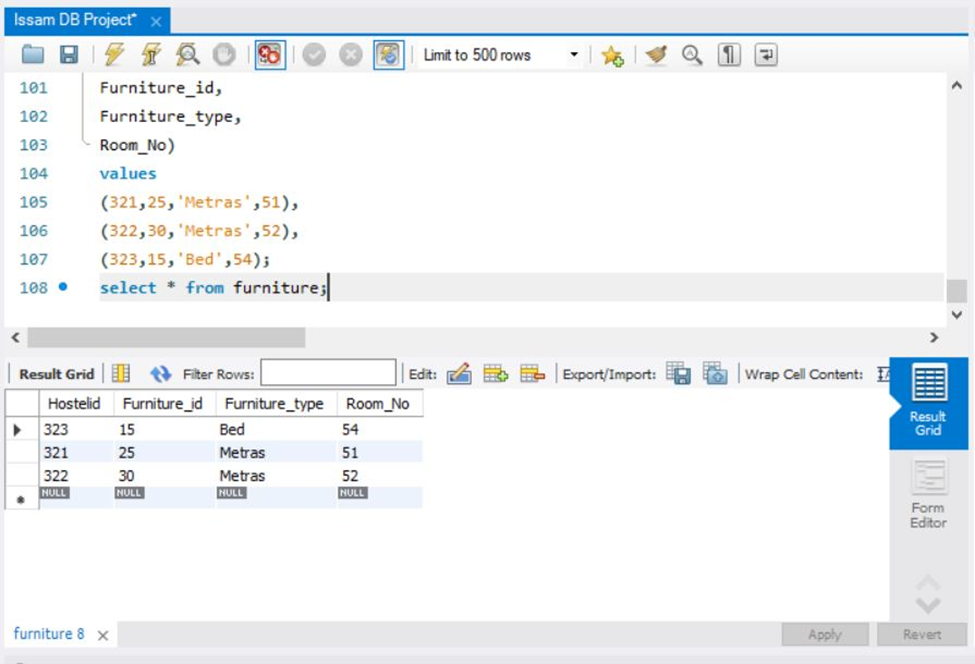 Issam DB Project* ×
Limit to 500 rows
101 Furniture_id,
102 Furniture_type,
103 Room_No)
104 values
105 (321,25,'Metras',51),
106 (322,30,'Metras',52),
107 (323,15,'Bed',54);
108 select * from furniture;
Result Grid Filter Rows: Edit: Export/Import: Wrap Cell Content:
Hostelid Furniture_id Furniture_type Room_No
323 15 Bed 54
321 25 Metras 51
322 30 Metras 52
NULL NULL NULL NULL
Result
Grid
Form
Editor
furniture 8 ×
Apply Revert